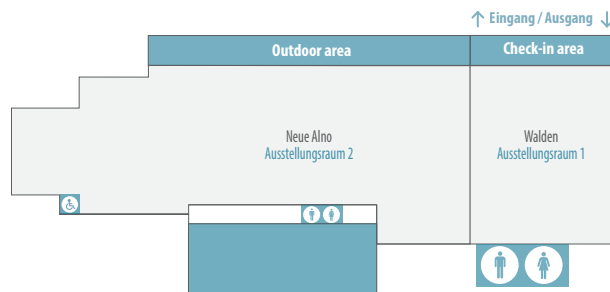 Eingang / Ausgang
Outdoor area
Check-in area
Neue Alno
Ausstellungsraum 2
Walden
Ausstellungsraum 1